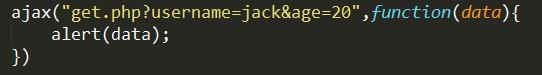 ajax("get.php?username=jack&age=20",function(data){
    alert(data);
})